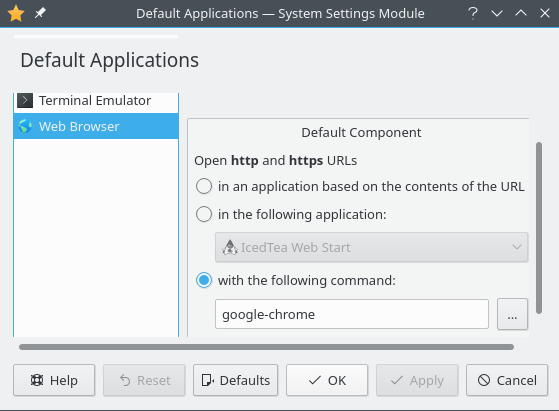 Default Applications — System Settings Module
Default Applications
Terminal Emulator
Web Browser
Default Component
Open http and https URLs
in an application based on the contents of the URL
in the following application:
IcedTea Web Start
with the following command:
google-chrome
...
Help
Reset
Defaults
OK
Apply
Cancel